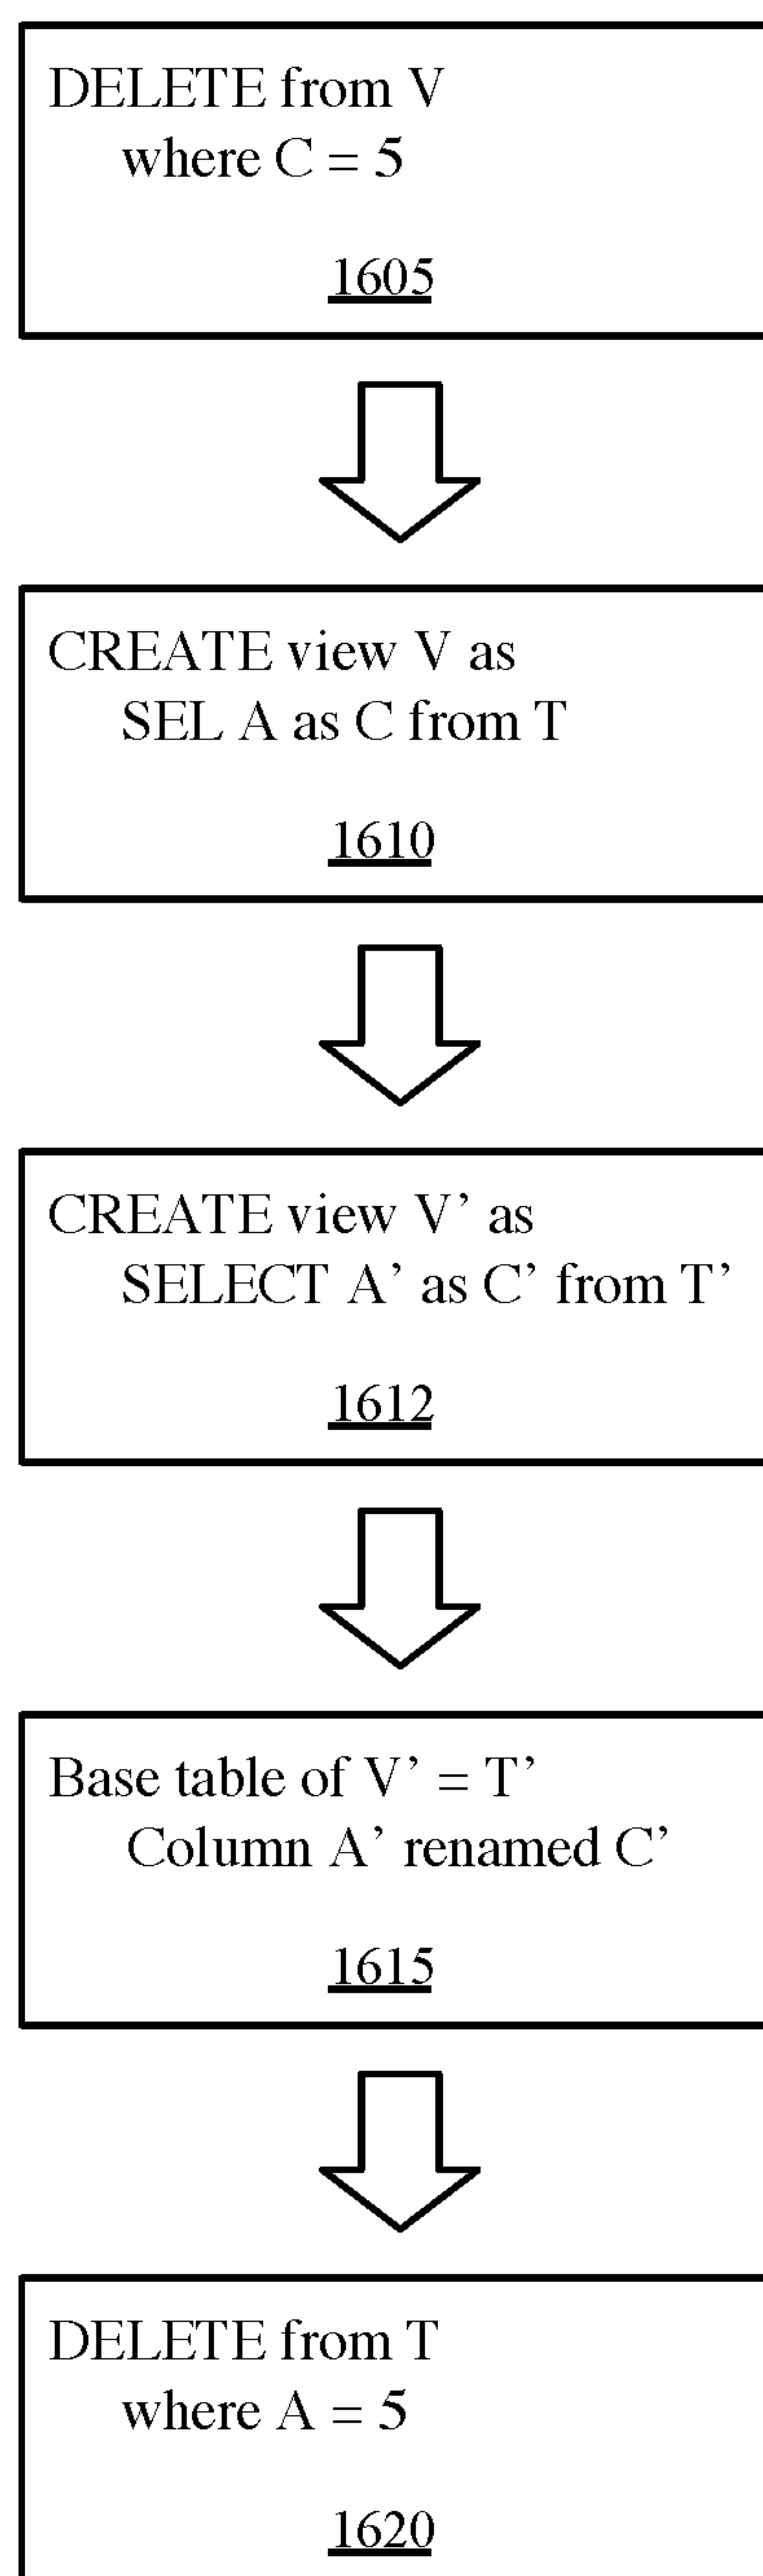 DELETE from V
where C = 5
1605
CREATE view V as
SEL A as C from T
1610
CREATE view V’ as
SELECT A’ as C’ from T’
1612
Base table of V’ = T’
Column A’ renamed C’
1615
DELETE from T
where A = 5
1620